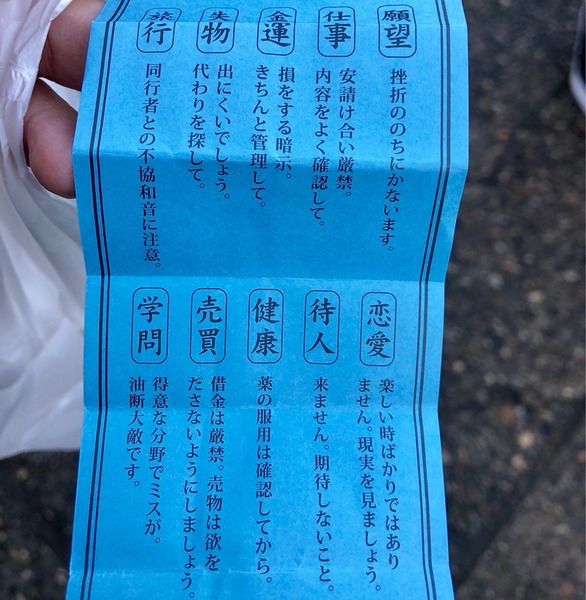 願望
挫折ののちにかないます。
仕事
安請け合い厳禁。
内容をよく確認して。
金運
損をする暗示。
きちんと管理して。
失物
出にくいでしょう。
代わりを探して。
旅行
同行者との不協和音に注意。
恋愛
楽しい時ばかりではあり
ません。現実を見ましょう。
待人
来ません。期待しないこと。
健康
薬の服用は確認してから。
売買
借金は厳禁。売物は欲を
ださないようにしましょう。
学問
得意な分野でミスが。
油断大敵です。